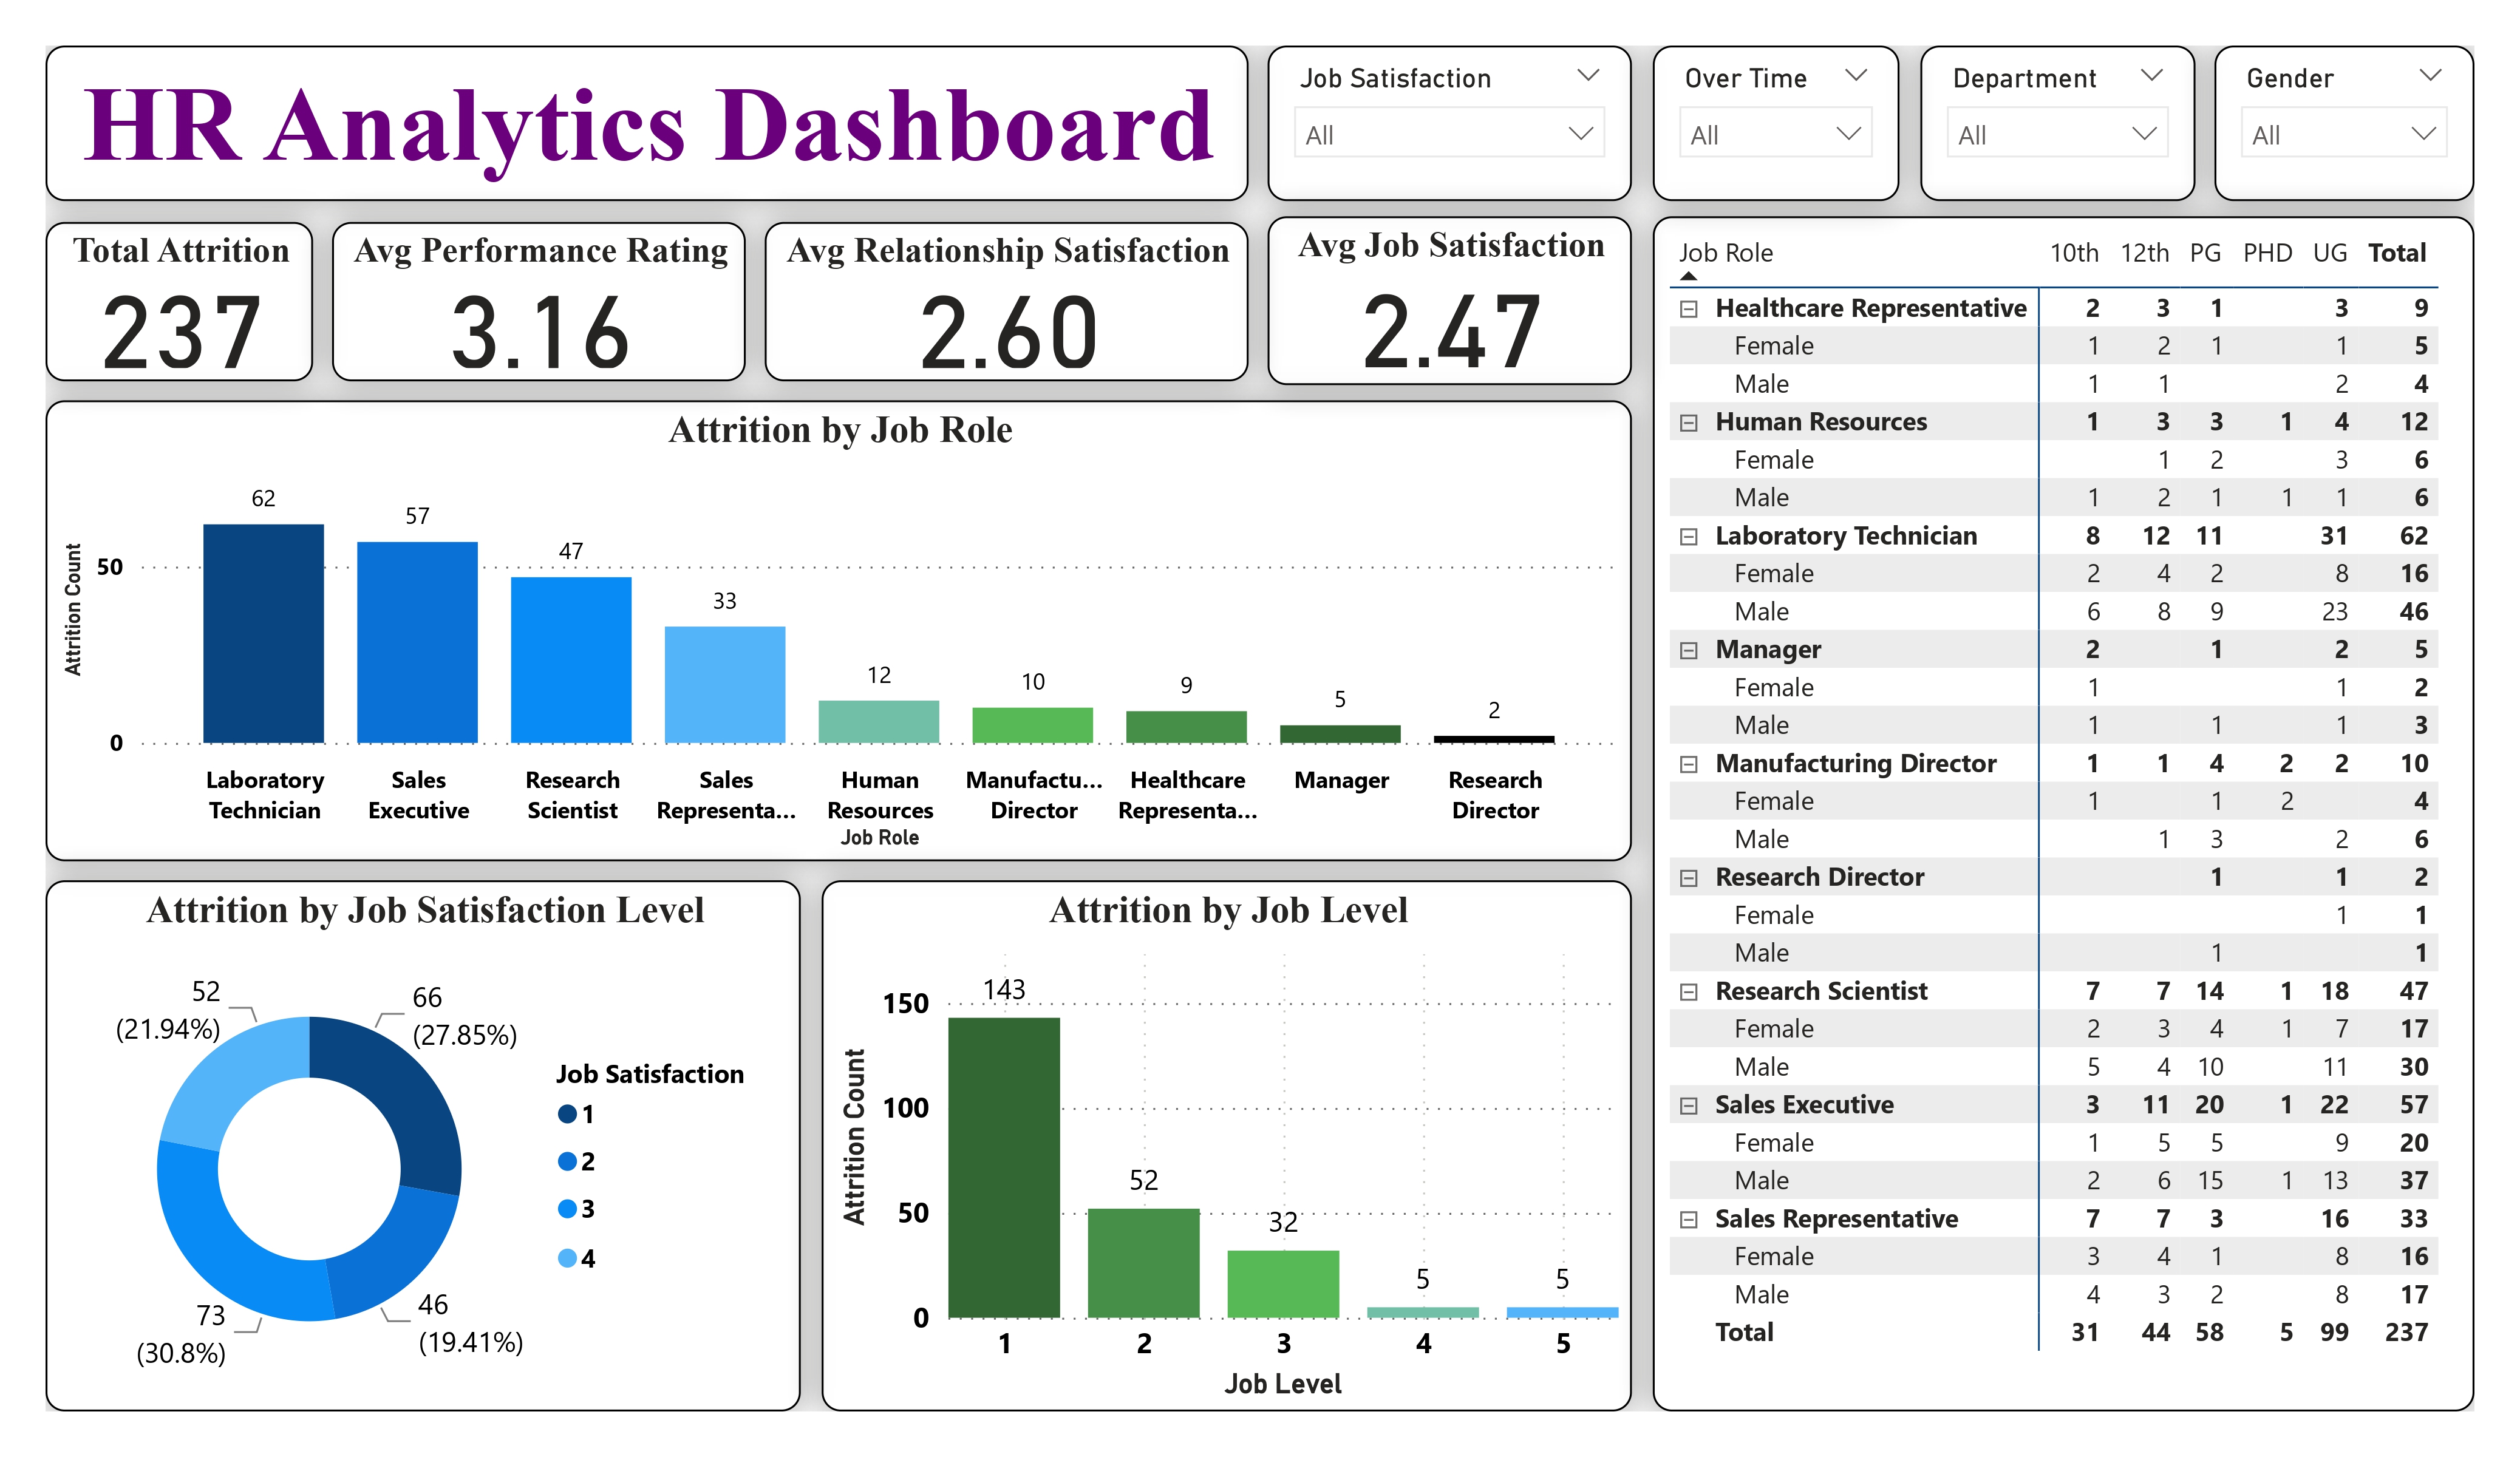 HR Analytics Dashboard
Job Satisfaction
All
Over Time
All
Department
All
Gender
All
Total Attrition
237
Avg Performance Rating
3.16
Avg Relationship Satisfaction
2.60
Avg Job Satisfaction
2.47
Attrition by Job Role
Attrition Count
50
0
62
57
47
33
12
10
9
5
2
Laboratory Technician
Sales Executive
Research Scientist
Sales Representa...
Human Resources
Manufactu... Director
Healthcare Representa...
Manager
Research Director
Job Role
Attrition by Job Satisfaction Level
52
(21.94%)
66
(27.85%)
73
(30.8%)
46
(19.41%)
Job Satisfaction
1
2
3
4
Attrition by Job Level
Attrition Count
150
100
50
0
143
52
32
5
5
1 2 3 4 5
Job Level
Job Role 10th 12th PG PHD UG Total
Healthcare Representative 2 3 1 3 9
Female 1 2 1 1 5
Male 1 1 2 4
Human Resources 1 3 3 1 4 12
Female 1 2 3 6
Male 1 2 1 1 1 6
Laboratory Technician 8 12 11 31 62
Female 2 4 2 8 16
Male 6 8 9 23 46
Manager 2 1 2 5
Female 1 1 2
Male 1 1 1 3
Manufacturing Director 1 1 4 2 2 10
Female 1 1 2 4
Male 1 3 2 6
Research Director 1 1 2
Female 1 1
Male 1 1
Research Scientist 7 7 14 1 18 47
Female 2 3 4 1 7 17
Male 5 4 10 11 30
Sales Executive 3 11 20 1 22 57
Female 1 5 5 9 20
Male 2 6 15 1 13 37
Sales Representative 7 7 3 16 33
Female 3 4 1 8 16
Male 4 3 2 8 17
Total 31 44 58 5 99 237